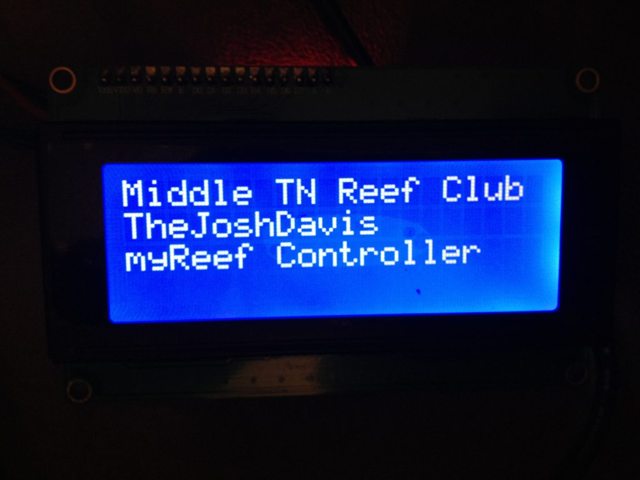 Middle TN Reef Club
TheJoshDavis
myReef Controller